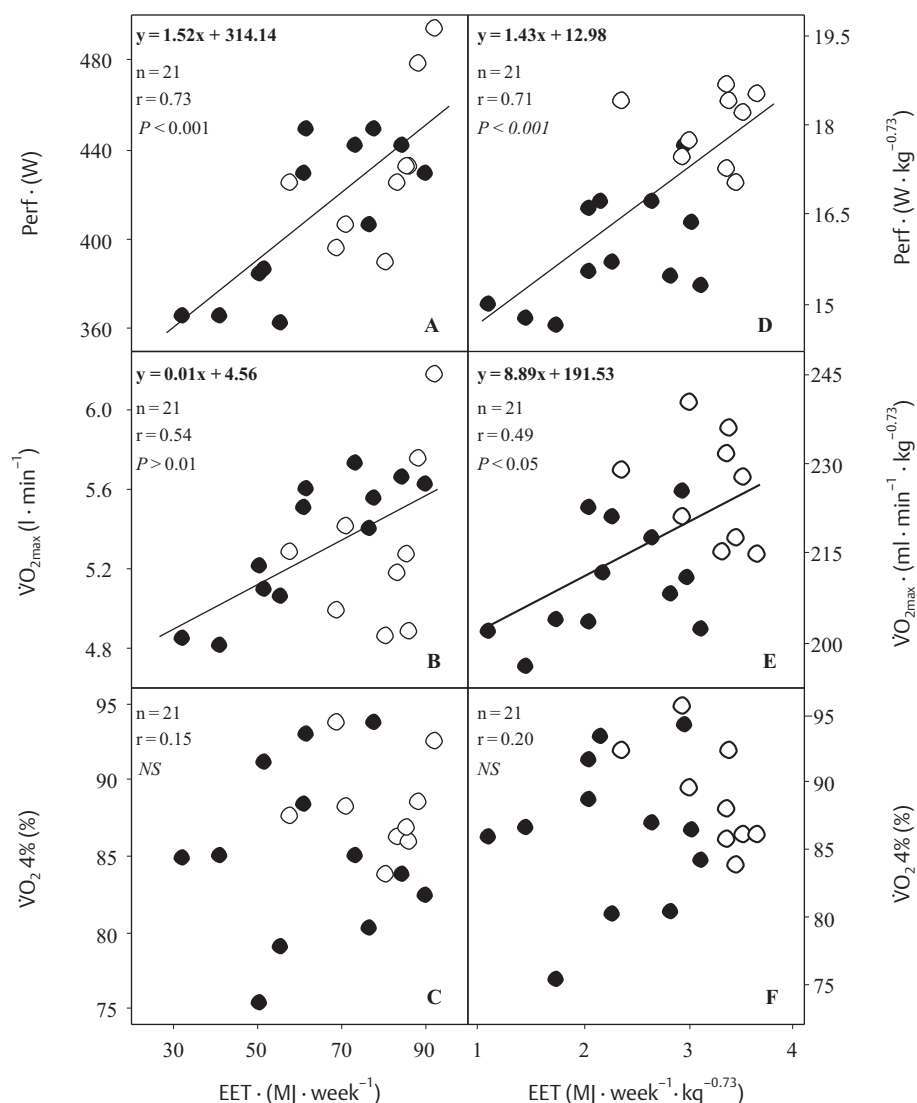 y = 1.52x + 314.14
n = 21
r = 0.73
P < 0.001
480
440
400
360
Perf · (W)
A
y = 1.43x + 12.98
n = 21
r = 0.71
P < 0.001
19.5
18
16.5
15
Perf · (W · kg⁻⁰·⁷³)
D
y = 0.01x + 4.56
n = 21
r = 0.54
P > 0.01
6.0
5.6
5.2
4.8
V̇O₂max (l · min⁻¹)
B
y = 8.89x + 191.53
n = 21
r = 0.49
P < 0.05
245
230
215
200
V̇O₂max · (ml · min⁻¹ · kg⁻⁰·⁷³)
E
n = 21
r = 0.15
NS
95
90
85
80
75
V̇O₂ 4% (%)
C
n = 21
r = 0.20
NS
95
90
85
80
75
V̇O₂ 4% (%)
F
30 50 70 90
EET · (MJ · week⁻¹)
1 2 3 4
EET (MJ · week⁻¹ · kg⁻⁰·⁷³)